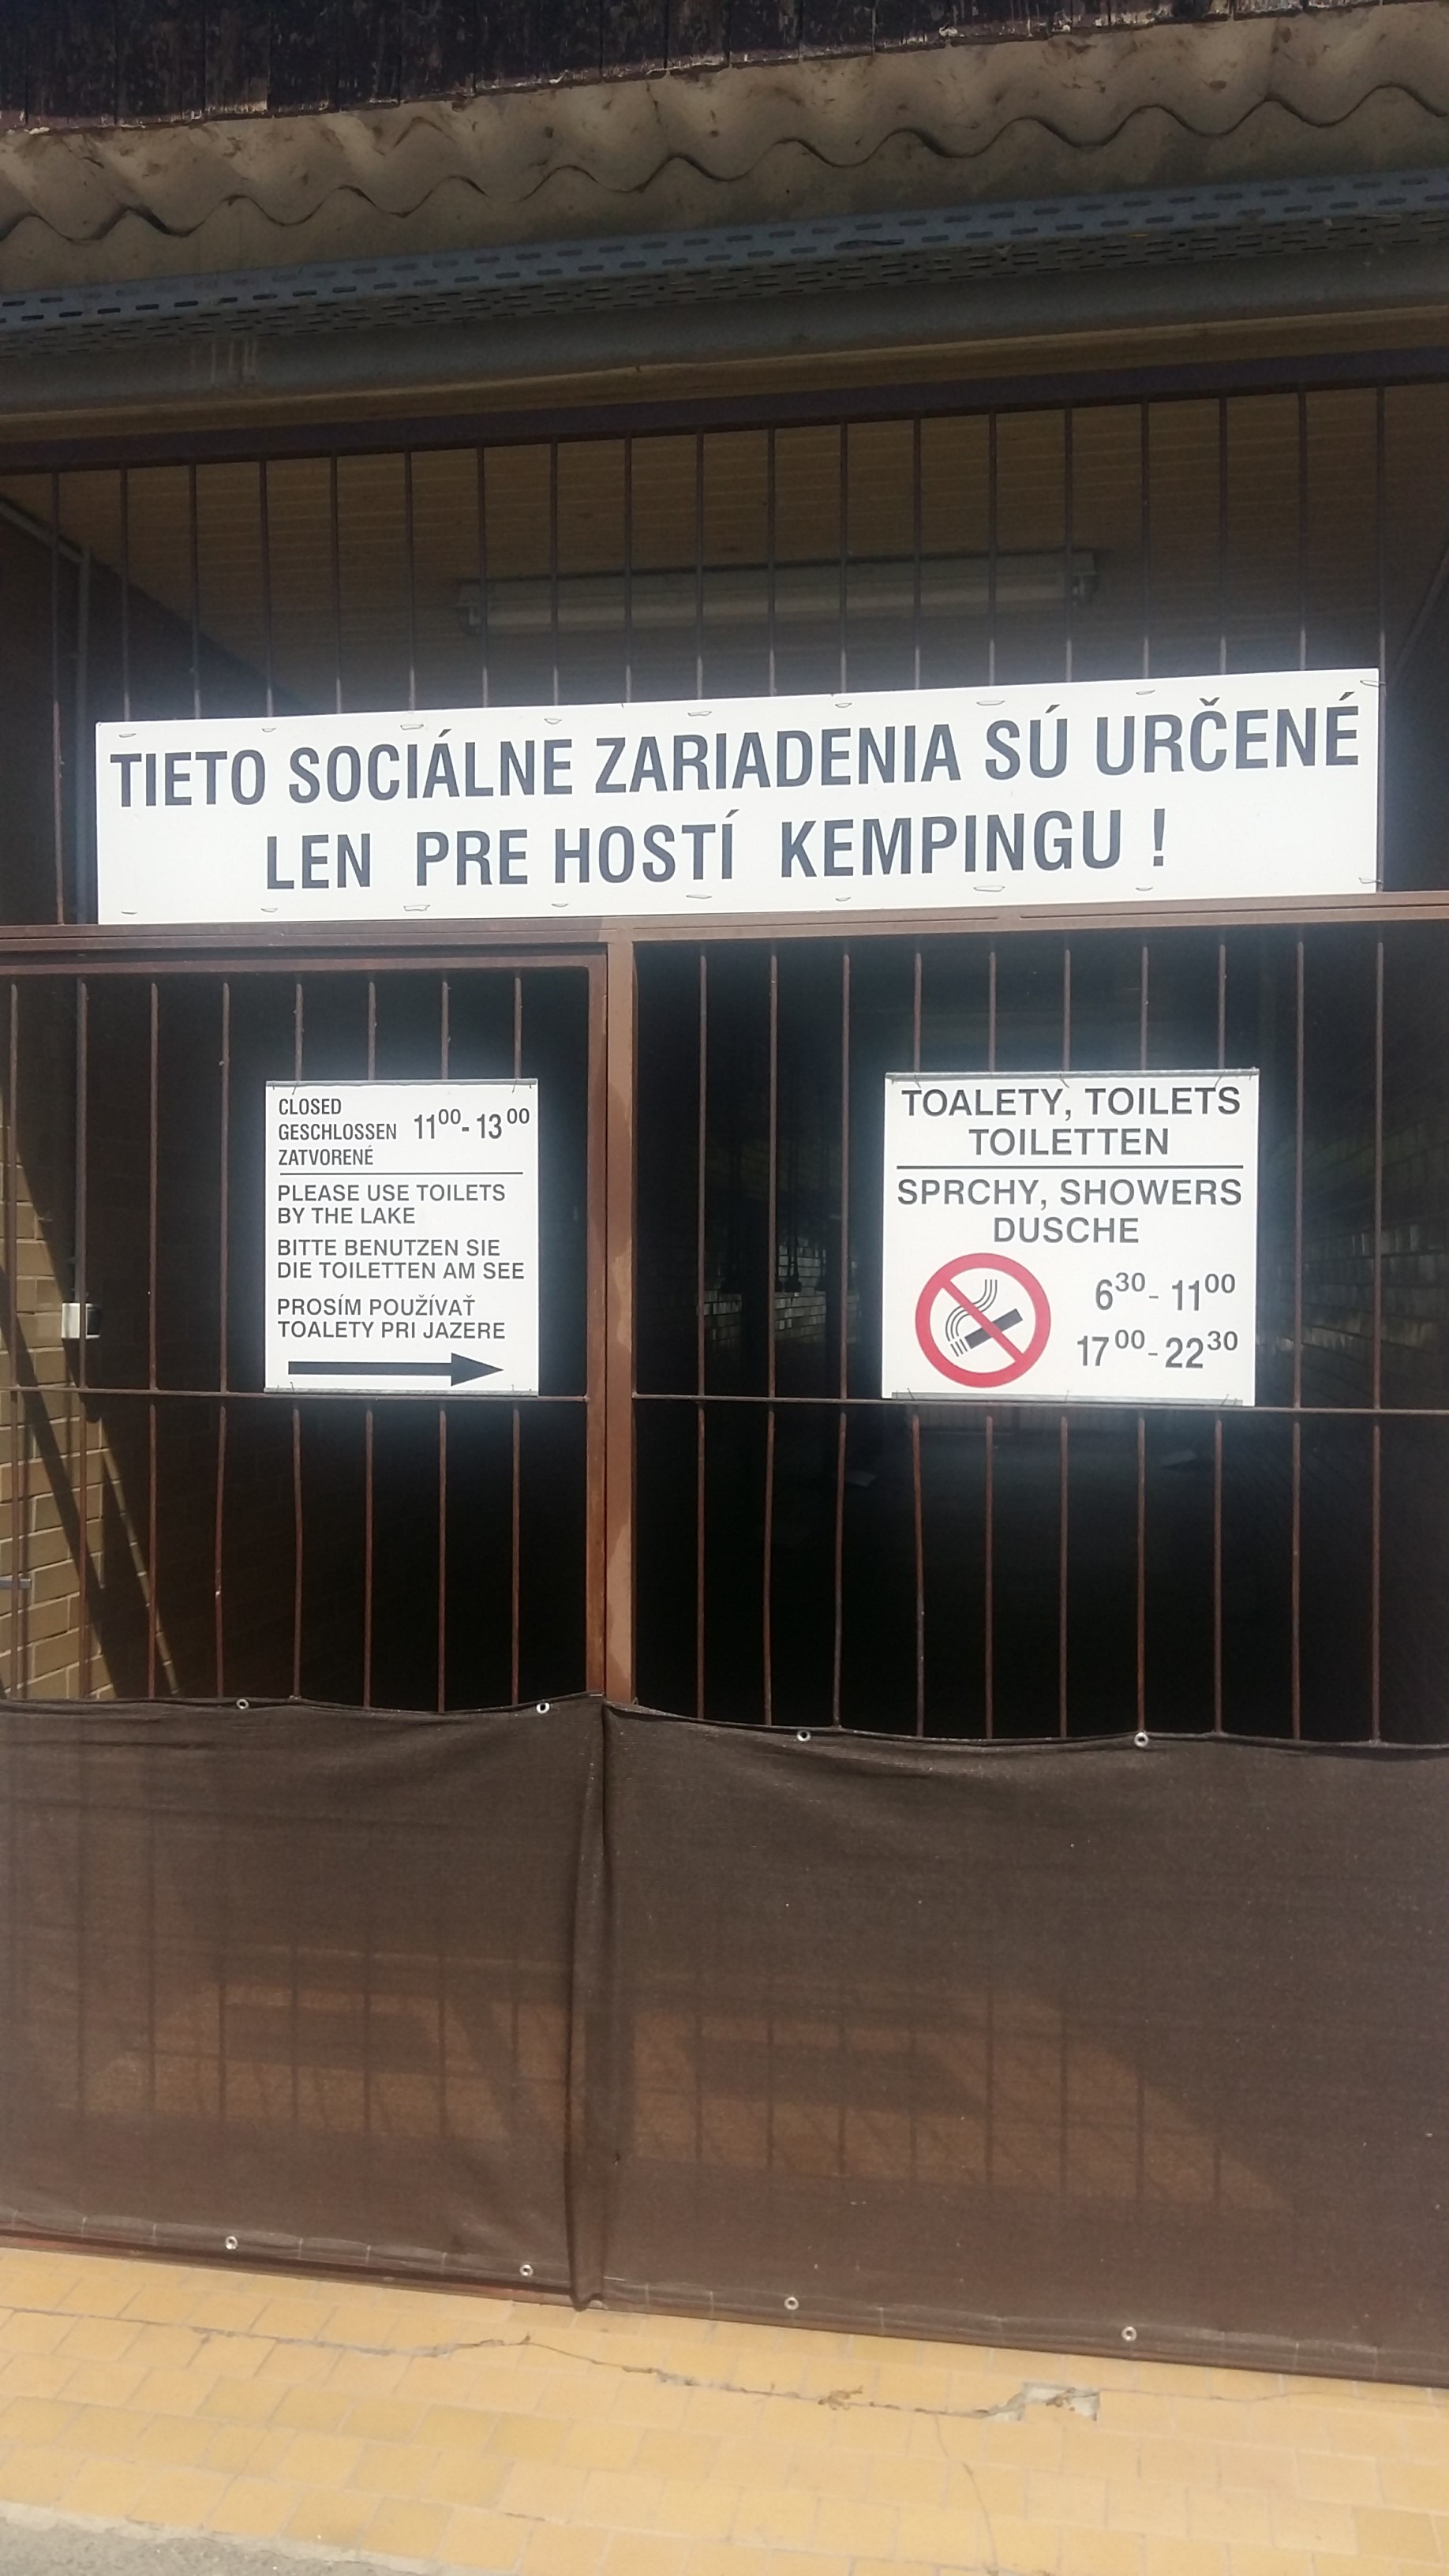 TIETO SOCIÁLNE ZARIADENIA SÚ URČENÉ
LEN PRE HOSTÍ KEMPINGU !
CLOSED
GESCHLOSSEN 11⁰⁰ - 13⁰⁰
ZATVORENÉ
PLEASE USE TOILETS
BY THE LAKE
BITTE BENUTZEN SIE
DIE TOILETTEN AM SEE
PROSÍM POUŽÍVAŤ
TOALETY PRI JAZERE
TOALETY, TOILETS
TOILETTEN
SPRCHY, SHOWERS
DUSCHE
6³⁰ - 11⁰⁰
17⁰⁰ - 22³⁰